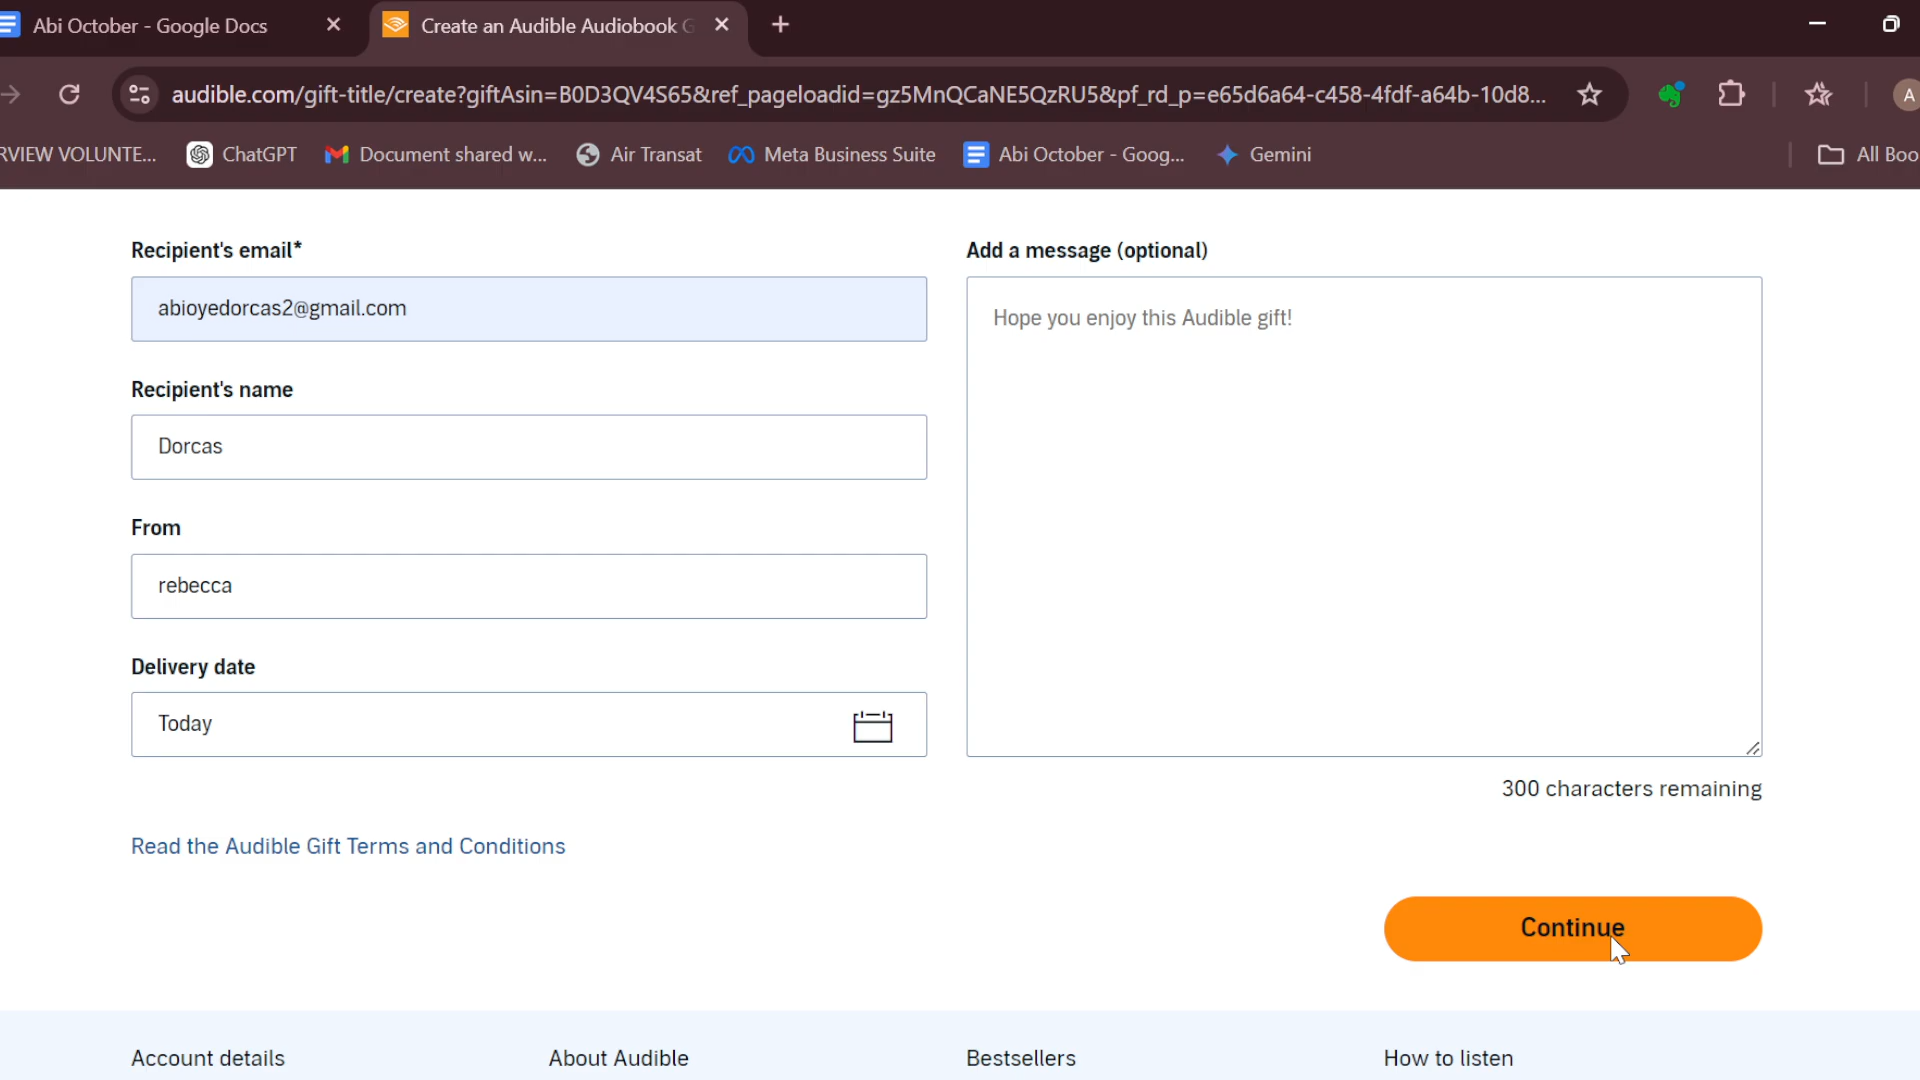 Abi October - Google Docs
Create an Audible Audiobook G
audible.com/gift-title/create?giftAsin=B0D3QV4S65&ref_pageloadid=gz5MnQCaNE5QzRU5&pf_rd_p=e65d6a64-c458-4fdf-a64b-10d8...
A
RVIEW VOLUNTE...
ChatGPT
Document shared w...
Air Transat
Meta Business Suite
Abi October - Goog...
Gemini
All Boo
Recipient's email*
abioyedorcas2@gmail.com
Recipient's name
Dorcas
From
rebecca
Delivery date
Today
Add a message (optional)
Hope you enjoy this Audible gift!
300 characters remaining
Read the Audible Gift Terms and Conditions
Continue
Account details
About Audible
Bestsellers
How to listen